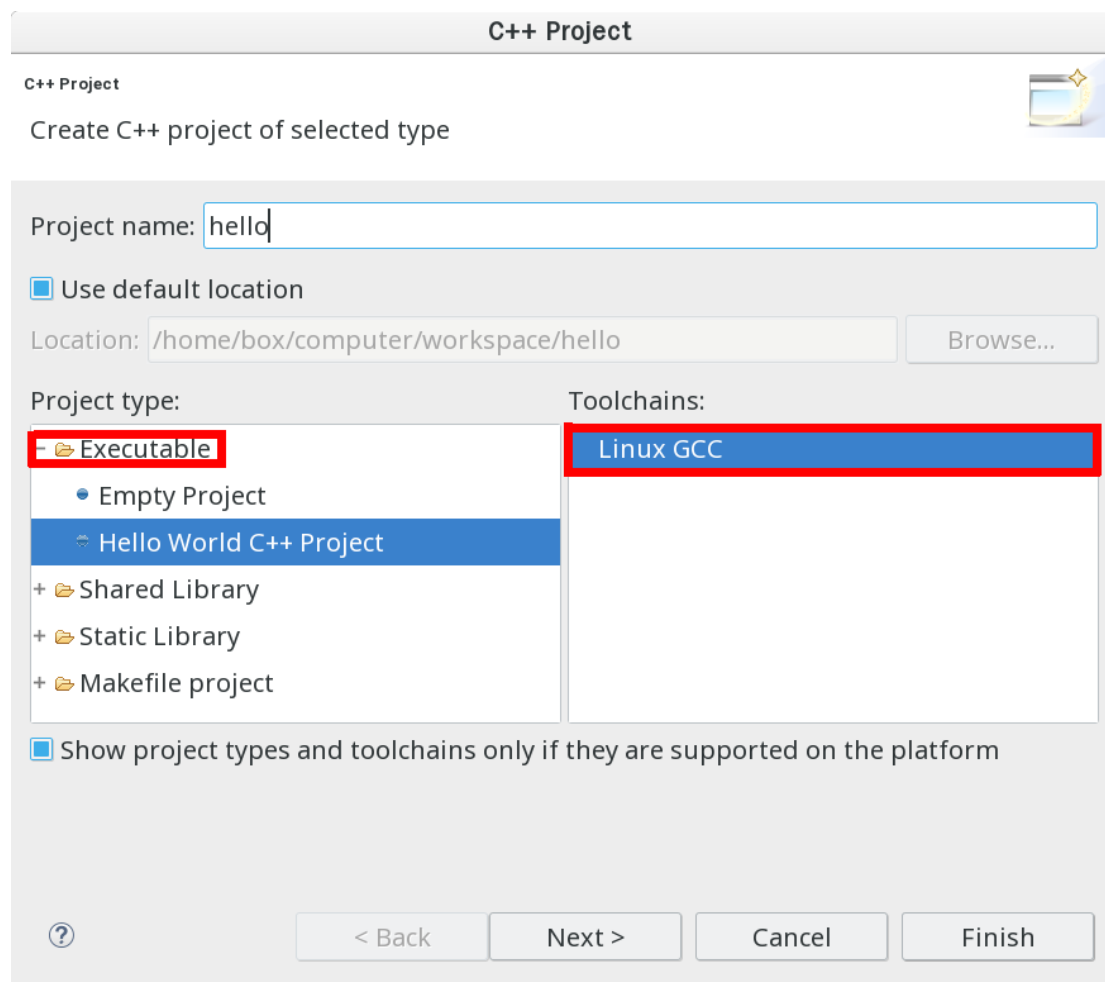 C++ Project
C++ Project
Create C++ project of selected type
Project name: hello
Use default location
Location: /home/box/computer/workspace/hello Browse...
Project type: Toolchains:
Executable Linux GCC
Empty Project
Hello World C++ Project
+ Shared Library
+ Static Library
+ Makefile project
Show project types and toolchains only if they are supported on the platform
? < Back Next > Cancel Finish